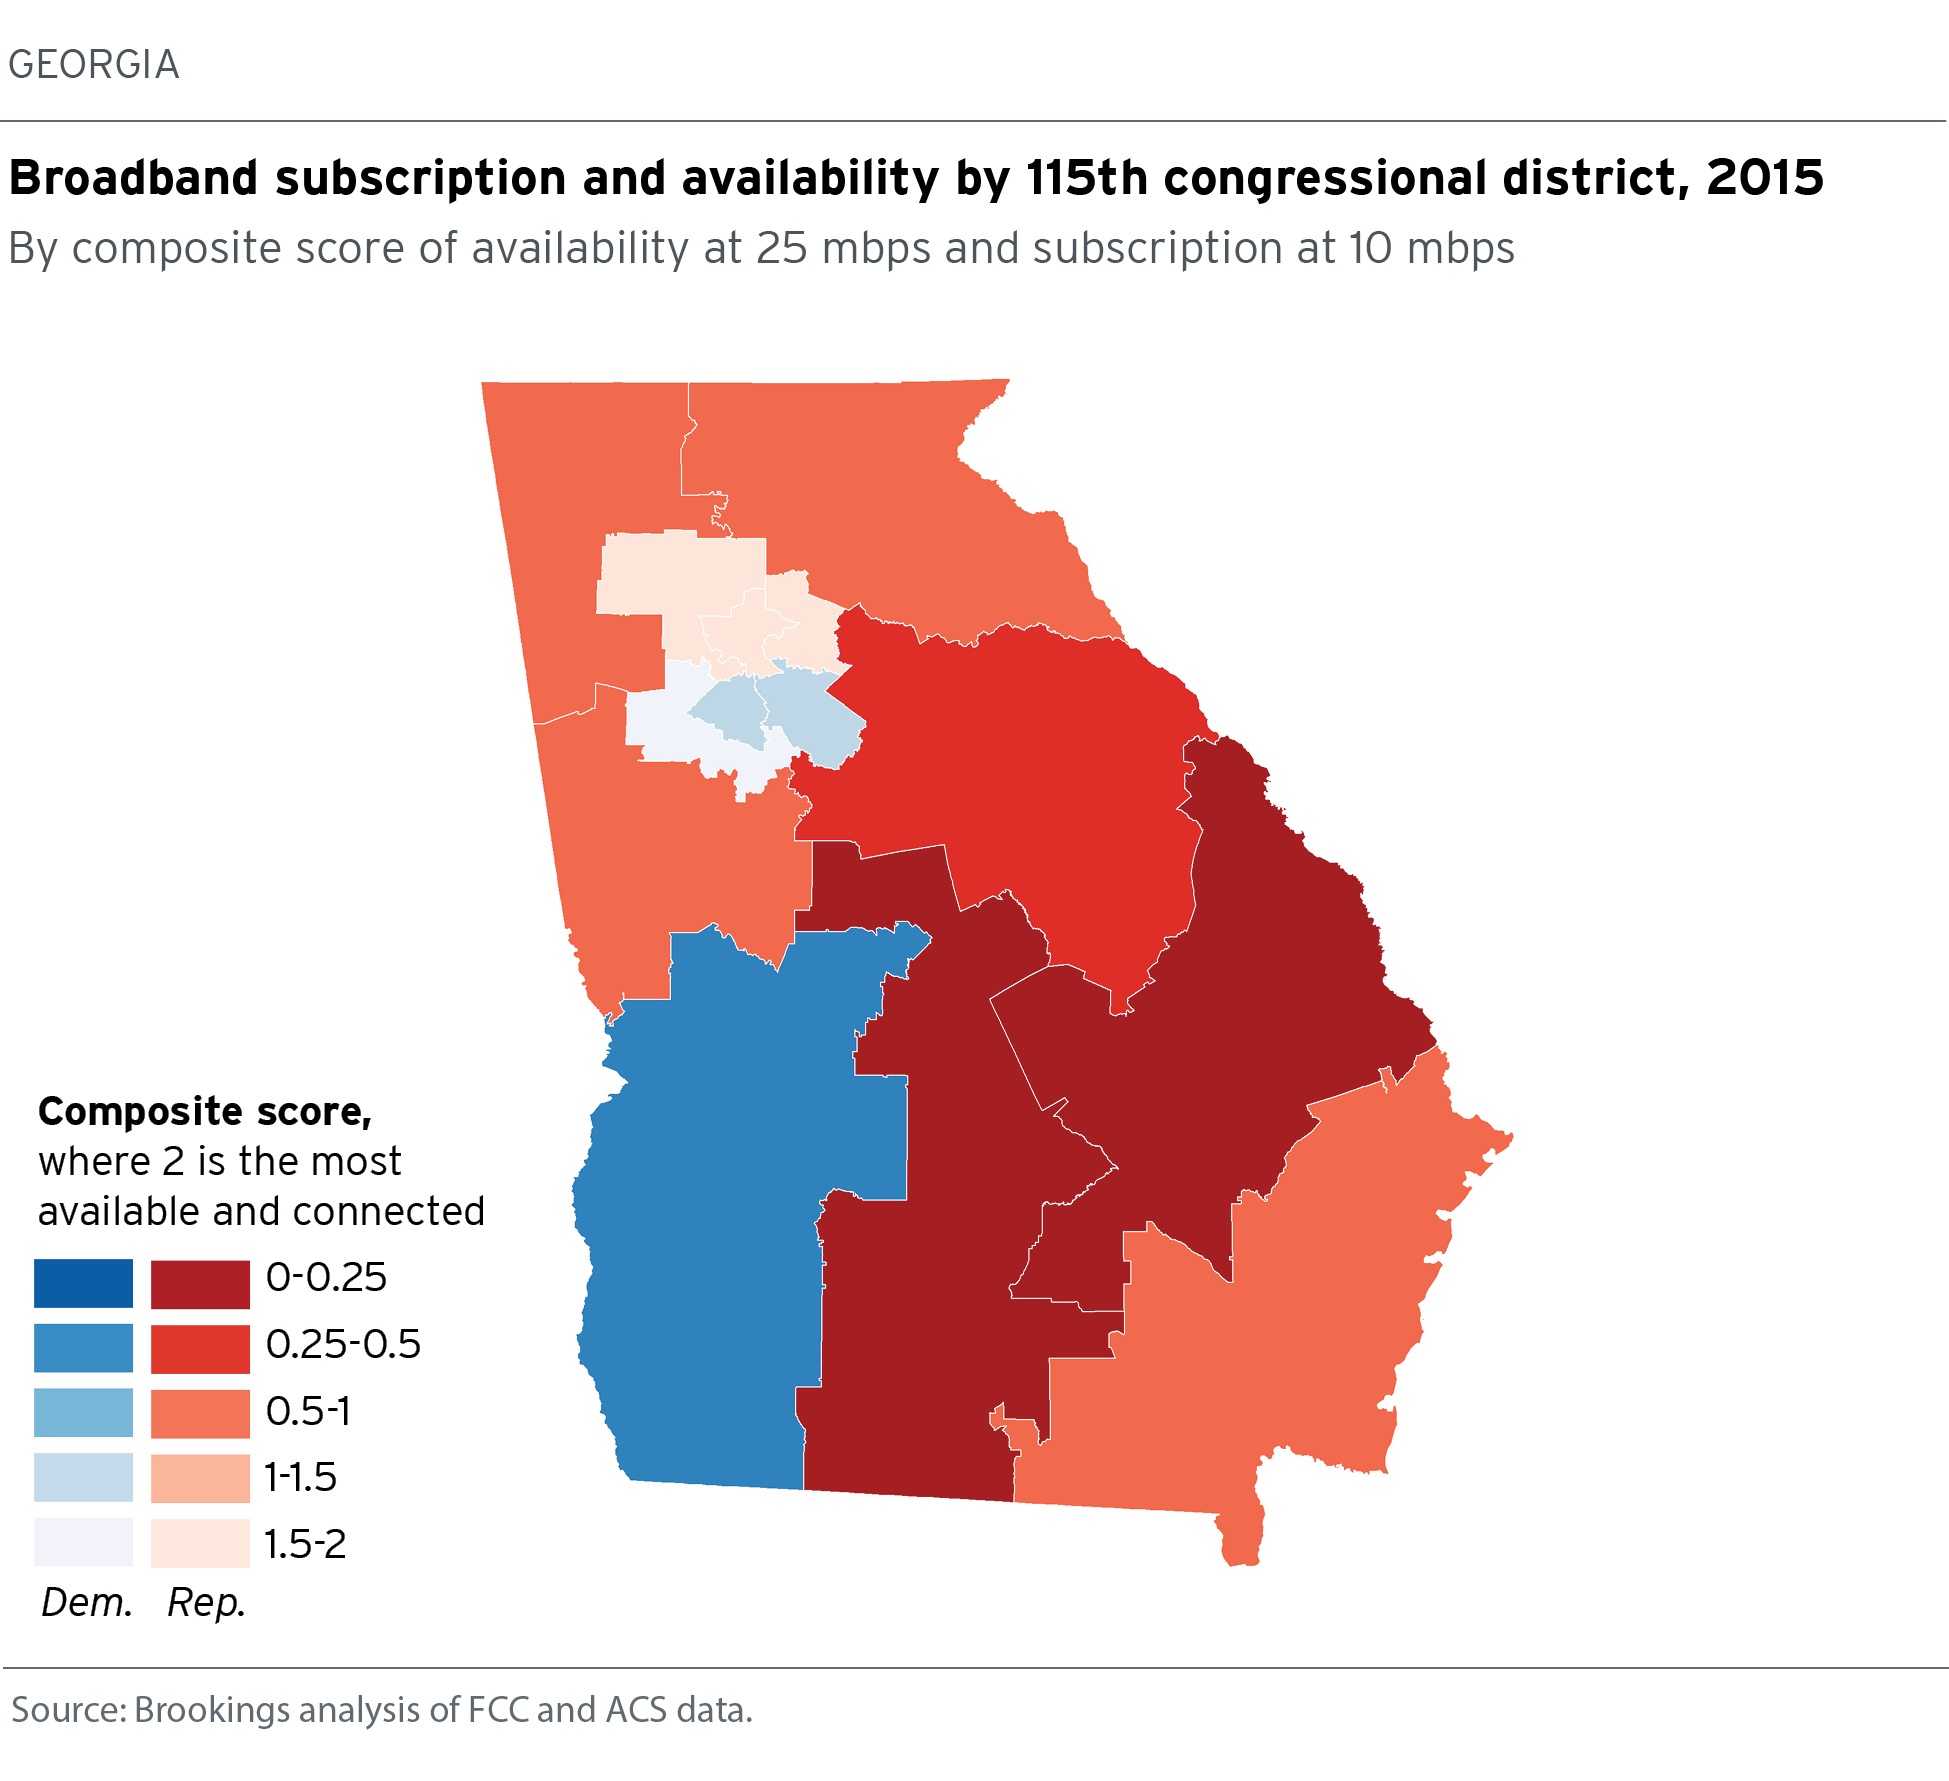 GEORGIA
Broadband subscription and availability by 115th congressional district, 2015
By composite score of availability at 25 mbps and subscription at 10 mbps
Composite score,
where 2 is the most
available and connected
0-0.25
0.25-0.5
0.5-1
1-1.5
1.5-2
Dem. Rep.
Source: Brookings analysis of FCC and ACS data.